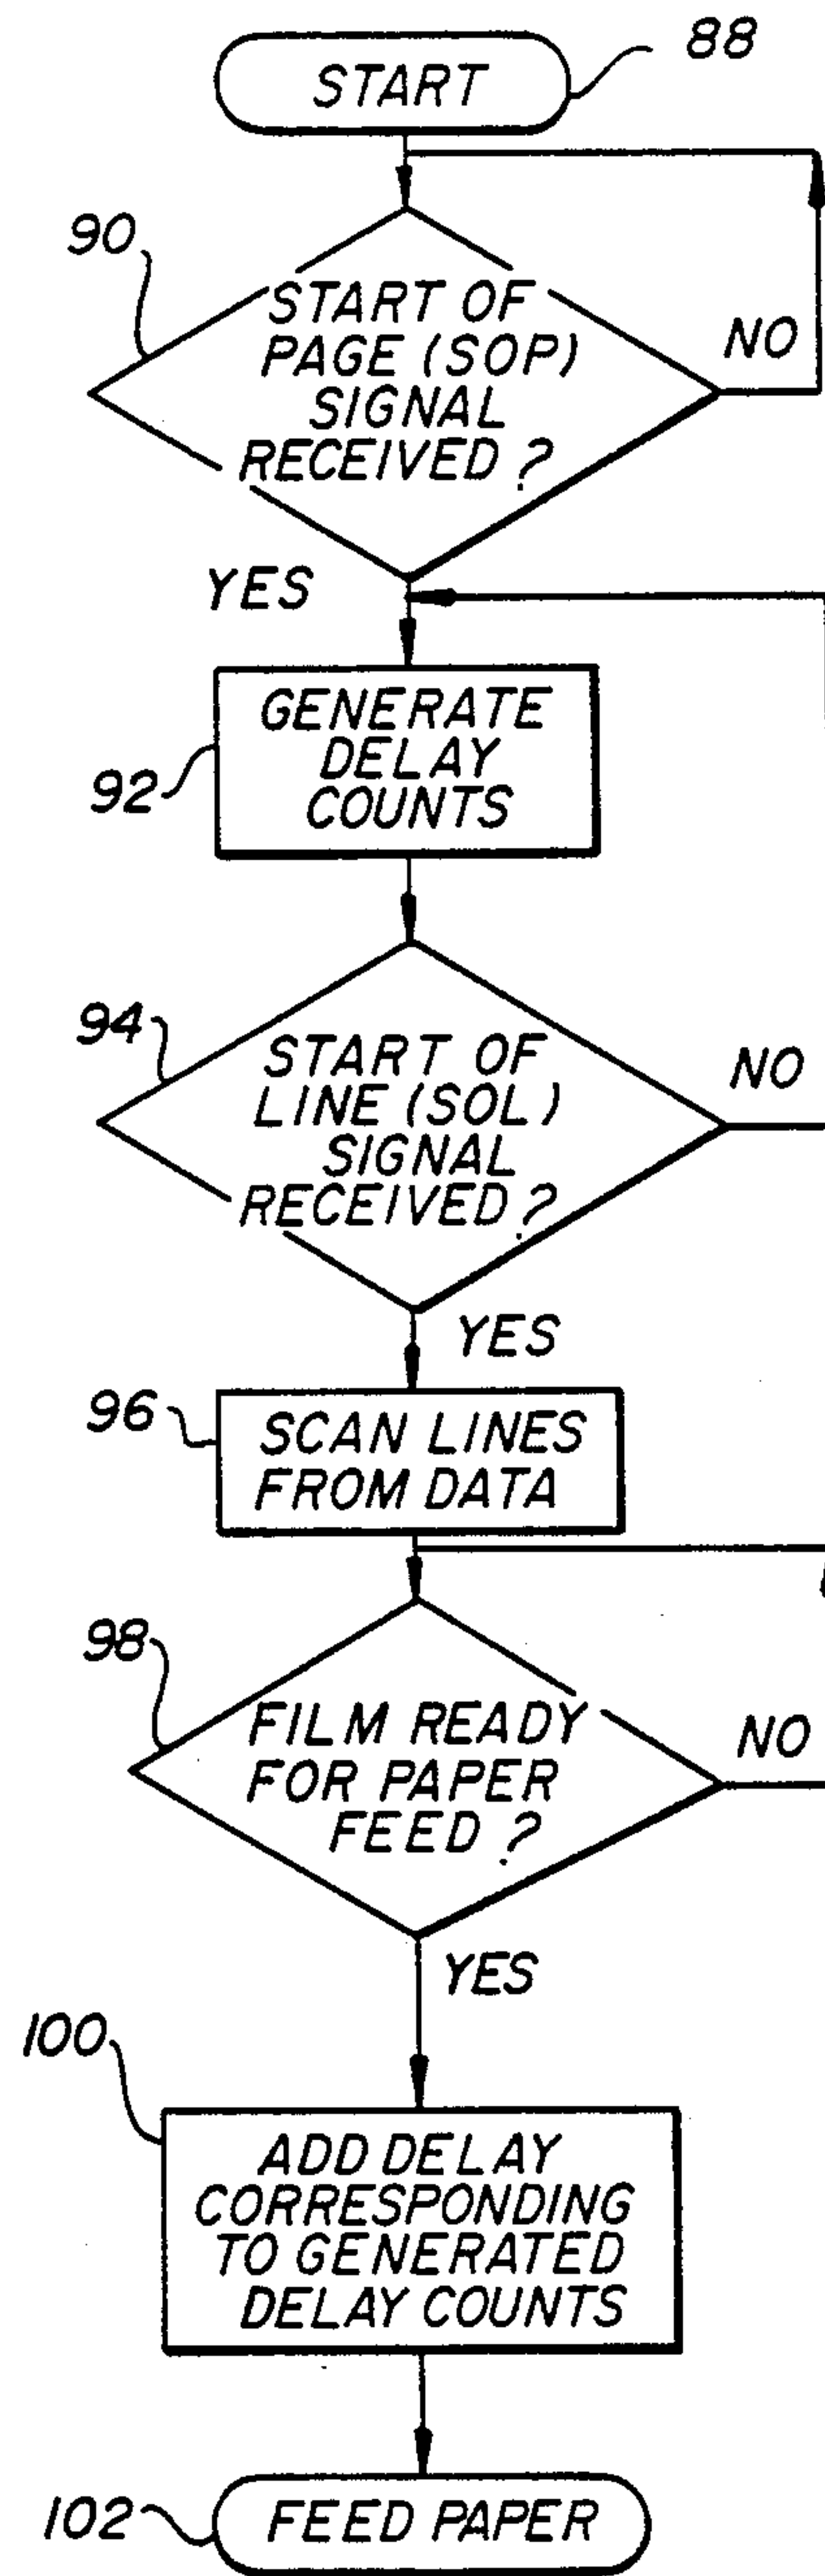 START
88
90
START OF
PAGE (SOP)
SIGNAL
RECEIVED?
NO
YES
GENERATE
DELAY
COUNTS
92
94
START OF
LINE (SOL)
SIGNAL
RECEIVED?
NO
YES
96
SCAN LINES
FROM DATA
98
FILM READY
FOR PAPER
FEED?
NO
YES
100
ADD DELAY
CORRESPONDING
TO GENERATED
DELAY COUNTS
102
FEED PAPER